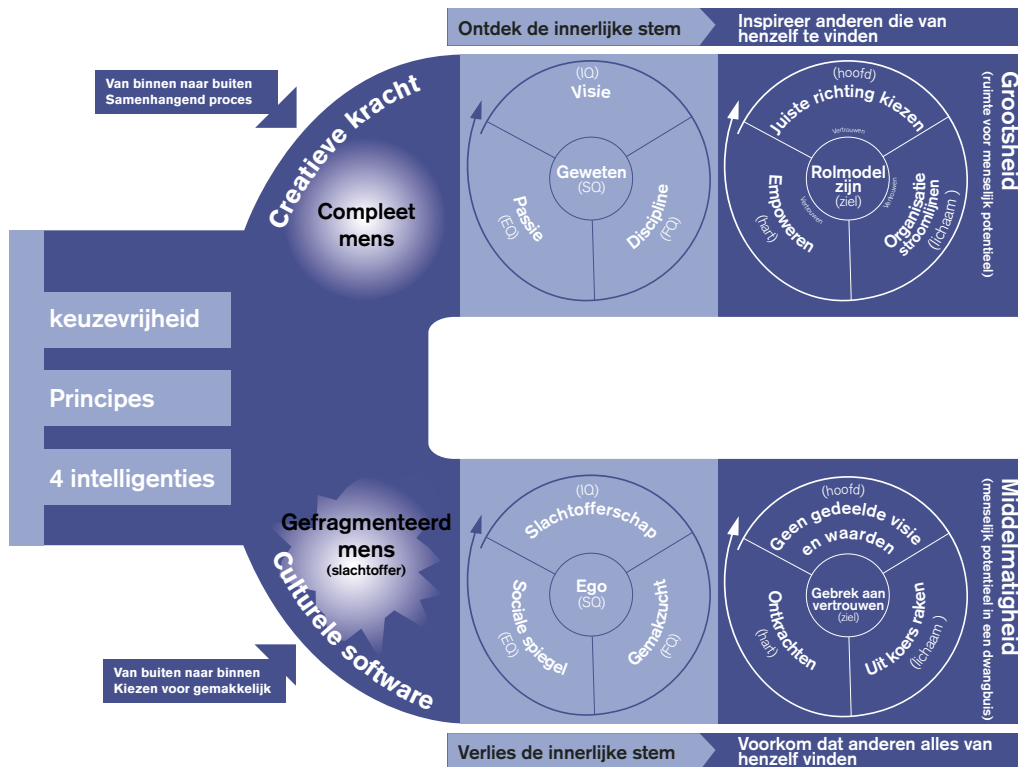 Ontdek de innerlijke stem
Inspireer anderen die van
henzelf te vinden
Van binnen naar buiten
Samenhangend proces
Creatieve kracht
Compleet
mens
(IQ)
Visie
Geweten
(SQ)
Passie
(EQ)
Discipline
(FQ)
(hoofd)
Juiste richting kiezen
Vertrouwen
Rolmodel
zijn
(ziel)
Vertrouwen
Vertrouwen
Empoweren
(hart)
Organisatie
stroomlijnen
(lichaam)
Grootsheid
(ruimte voor menselijk potentieel)
keuzevrijheid
Principes
4 intelligenties
Gefragmenteerd
mens
(slachtoffer)
Culturele software
Van buiten naar binnen
Kiezen voor gemakkelijk
(IQ)
Slachtofferschap
Ego
(SQ)
Sociale spiegel
(EQ)
Gemakzucht
(FQ)
(hoofd)
Geen gedeelde visie
en waarden
Gebrek aan
vertrouwen
(ziel)
Ontkrachten
(hart)
Uit koers raken
(lichaam )
Middelmatigheid
(menselijk potentieel in een dwangbuis)
Verlies de innerlijke stem
Voorkom dat anderen alles van
henzelf vinden